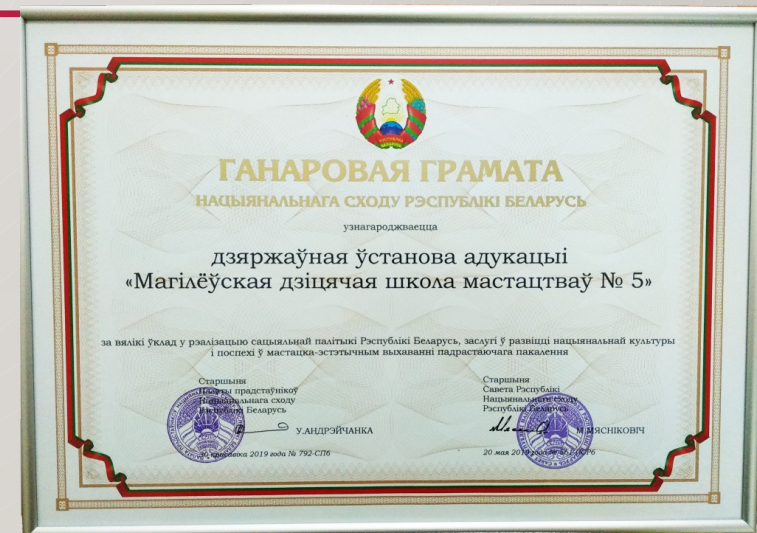 ГАНАРОВАЯ ГРАМАТА
НАЦЫЯНАЛЬНАГА СХОДУ РЭСПУБЛІКІ БЕЛАРУСЬ
узнагароджваецца
дзяржаўная ўстанова адукацыі
«Магілёўская дзіцячая школа мастацтваў № 5»
за вялікі ўклад у рэалізацыю сацыяльнай палітыкі Рэспублікі Беларусь, заслугі ў развіцці нацыянальнай культуры
і поспехі ў мастацка-эстэтычным выхаванні падрастаючага пакалення
Старшыня
Палаты прадстаўнікоў
Нацыянальнага сходу
Рэспублікі Беларусь
У.АНДРЭЙЧАНКА
30 красавіка 2019 года № 792-СП6
Старшыня
Савета Рэспублікі
Нацыянальнага сходу
Рэспублікі Беларусь
М.МЯСНІКОВІЧ
20 мая 2019 года №